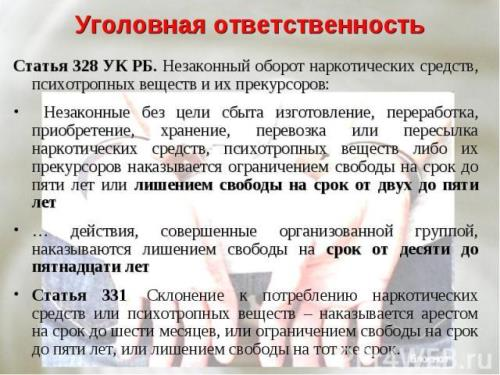 Уголовная ответственность
Статья 328 УК РБ. Незаконный оборот наркотических средств,
психотропных веществ и их прекурсоров:
• Незаконные без цели сбыта изготовление, переработка,
приобретение, хранение, перевозка или пересылка
наркотических средств, психотропных веществ либо их
прекурсоров наказывается ограничением свободы на срок до
пяти лет или лишением свободы на срок от двух до пяти
лет
• … действия, совершенные организованной группой,
наказываются лишением свободы на срок от десяти до
пятнадцати лет
• Статья 331 Склонение к потреблению наркотических
средств или психотропных веществ – наказывается арестом
на срок до шести месяцев, или ограничением свободы на срок
до пяти лет, или лишением свободы на тот же срок.